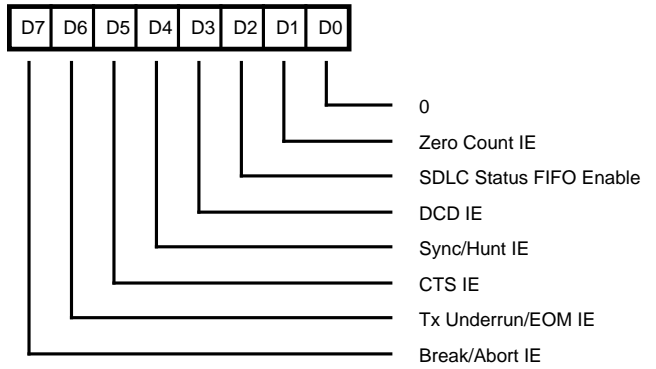 D7 D6 D5 D4 D3 D2 D1 D0
0
Zero Count IE
SDLC Status FIFO Enable
DCD IE
Sync/Hunt IE
CTS IE
Tx Underrun/EOM IE
Break/Abort IE